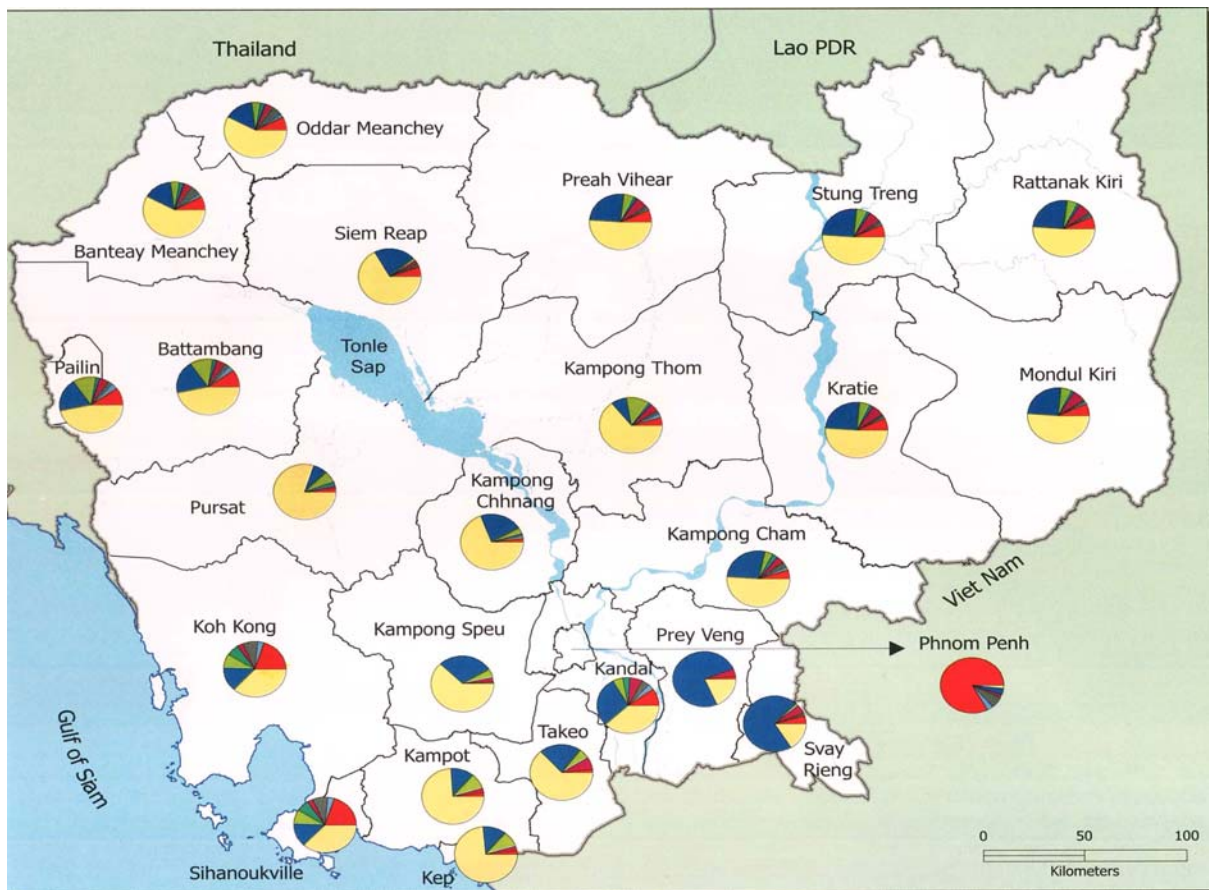 Thailand
Lao PDR
Oddar Meanchey
Preah Vihear
Stung Treng
Rattanak Kiri
Banteay Meanchey
Siem Reap
Tonle
Sap
Battambang
Pailin
Kampong Thom
Kratie
Mondul Kiri
Pursat
Kampong
Chhnang
Kampong Cham
Viet Nam
Koh Kong
Kampong Speu
Prey Veng
Phnom Penh
Kandal
Gulf of Siam
Takeo
Kampot
Svay
Rieng
Sihanoukville
Kep
0 50 100
Kilometers